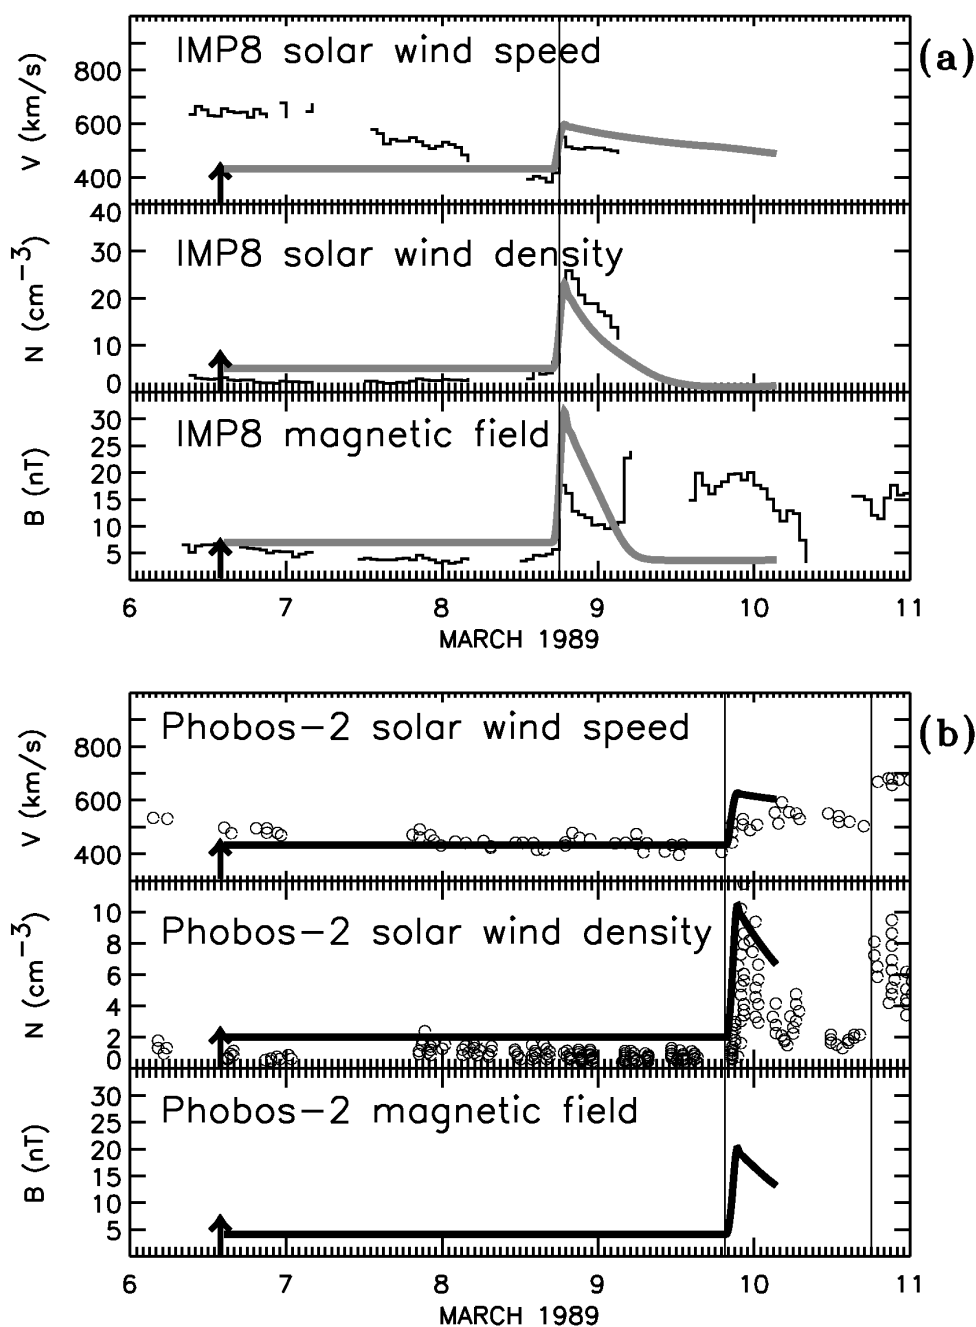 IMP8 solar wind speed
(a)
V (km/s)
800
600
400
IMP8 solar wind density
N (cm−3)
40
30
20
10
0
IMP8 magnetic field
B (nT)
30
25
20
15
10
5
6 7 8 9 10 11
MARCH 1989
Phobos−2 solar wind speed
(b)
V (km/s)
800
600
400
Phobos−2 solar wind density
N (cm−3)
10
8
6
4
2
0
Phobos−2 magnetic field
B (nT)
30
25
20
15
10
5
6 7 8 9 10 11
MARCH 1989